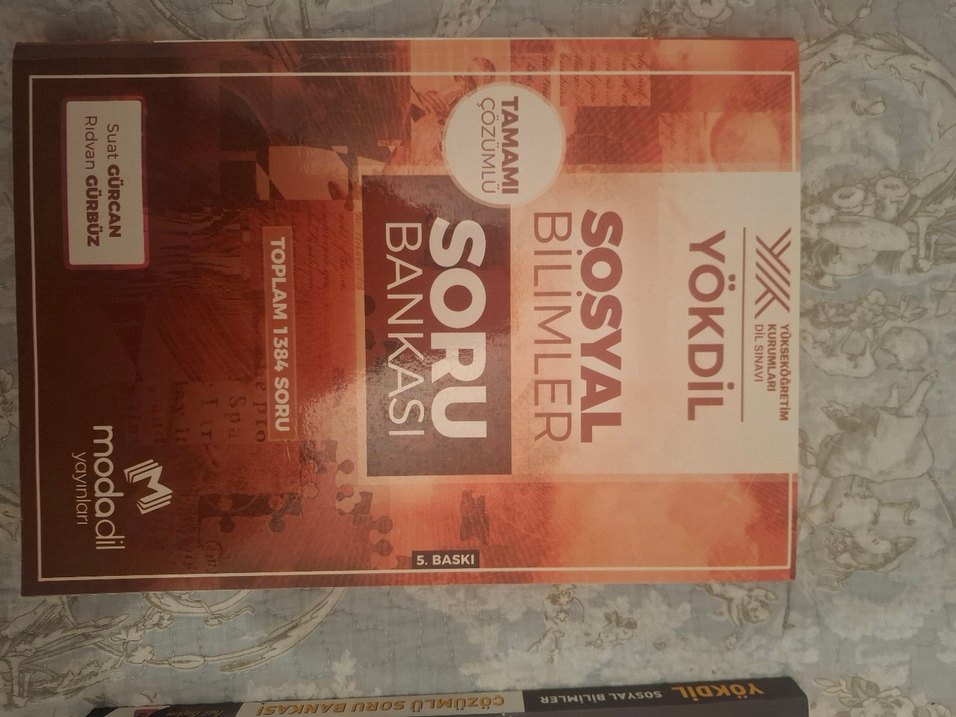 YÜKSEKÖĞRETİM
KURUMLARI
DİL SINAVI
YÖKDİL
SOSYAL
BİLİMLER
TAMAMI
ÇÖZÜMLÜ
SORU
BANKASI
TOPLAM 1384 SORU
5. BASKI
Suat GÜRCAN
Rıdvan GÜRBÜZ
modadil
yayınları
YÖKDİL SOSYAL BİLİMLER ÇÖZÜMLÜ SORU BANKASI